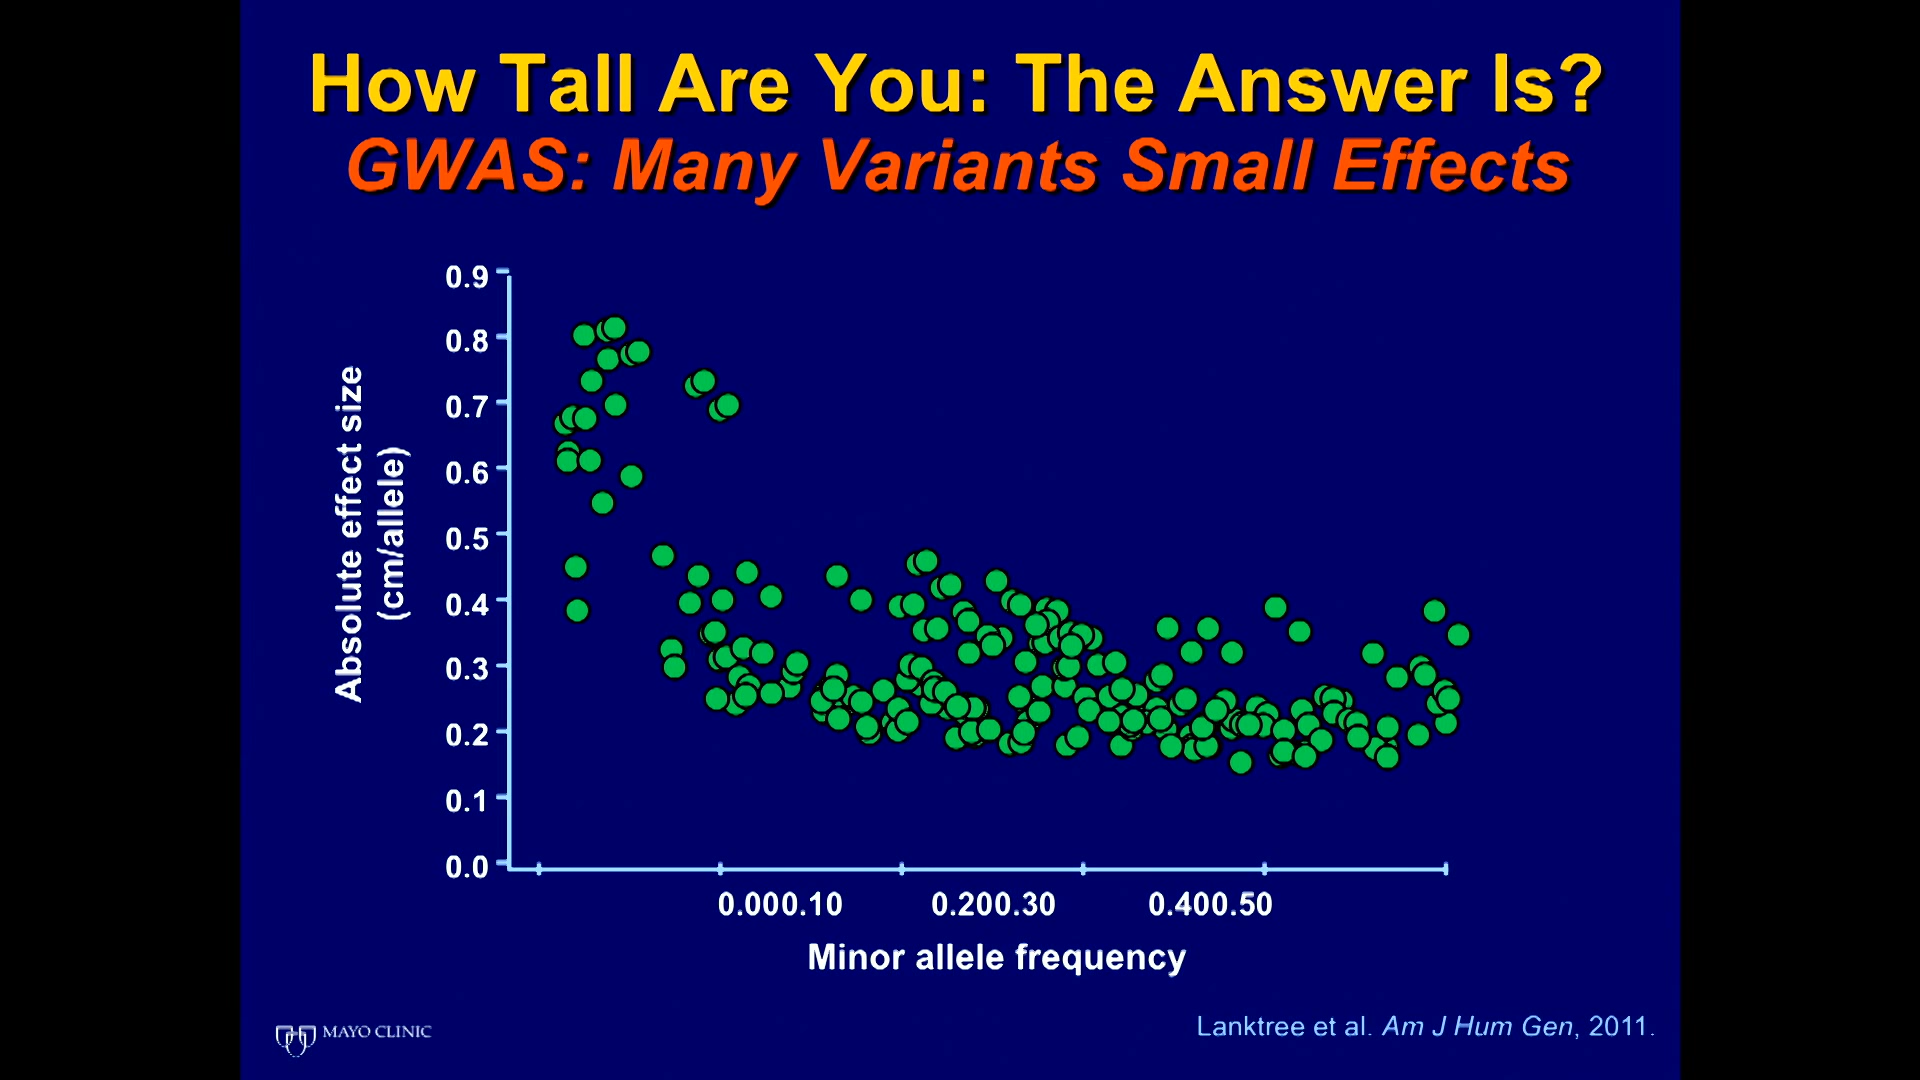 How Tall Are You: The Answer Is?
GWAS: Many Variants Small Effects
Absolute effect size
(cm/allele)
0.9
0.8
0.7
0.6
0.5
0.4
0.3
0.2
0.1
0.0
0.000.10 0.200.30 0.400.50
Minor allele frequency
MAYO CLINIC
Lanktree et al. Am J Hum Gen, 2011.